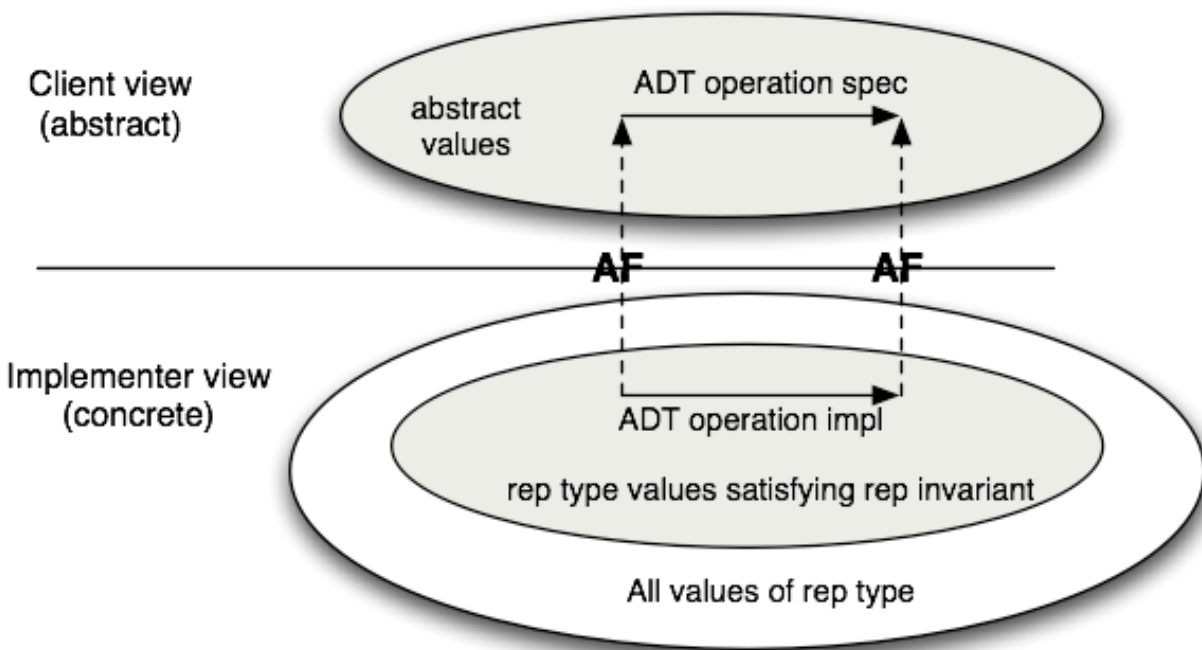 Client view
(abstract)
ADT operation spec
abstract
values
AF AF
Implementer view
(concrete)
ADT operation impl
rep type values satisfying rep invariant
All values of rep type